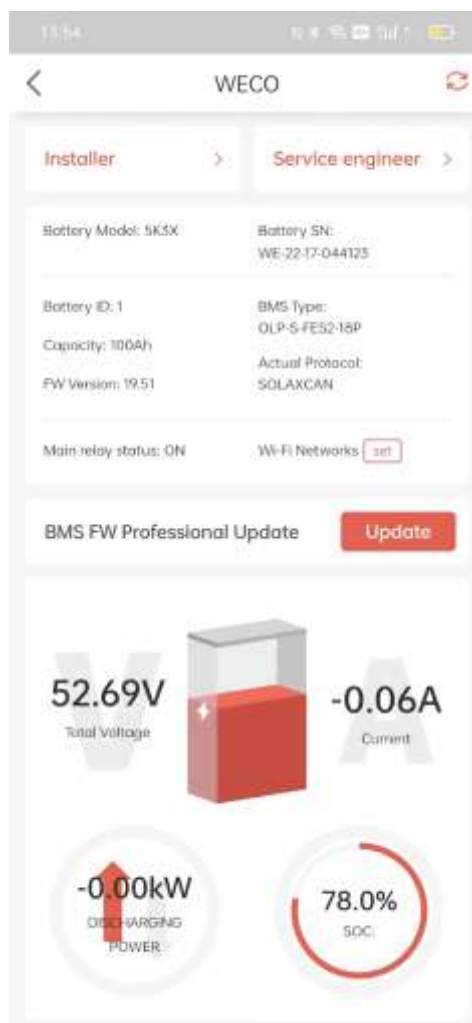 13:54
WECO
Installer >
Service engineer >
Battery Model: 5K3X
Battery SN:
WE-22-17-044123
Battery ID: 1
BMS Type:
OLP-S-FES2-18P
Capacity: 100Ah
Actual Protocol:
SOLAXCAN
FW Version: 19.51
Main relay status: ON
Wi-Fi Networks set
BMS FW Professional Update
Update
V
A
52.69V
Total Voltage
-0.06A
Current
-0.00kW
DISCHARGING
POWER:
78.0%
SOC: